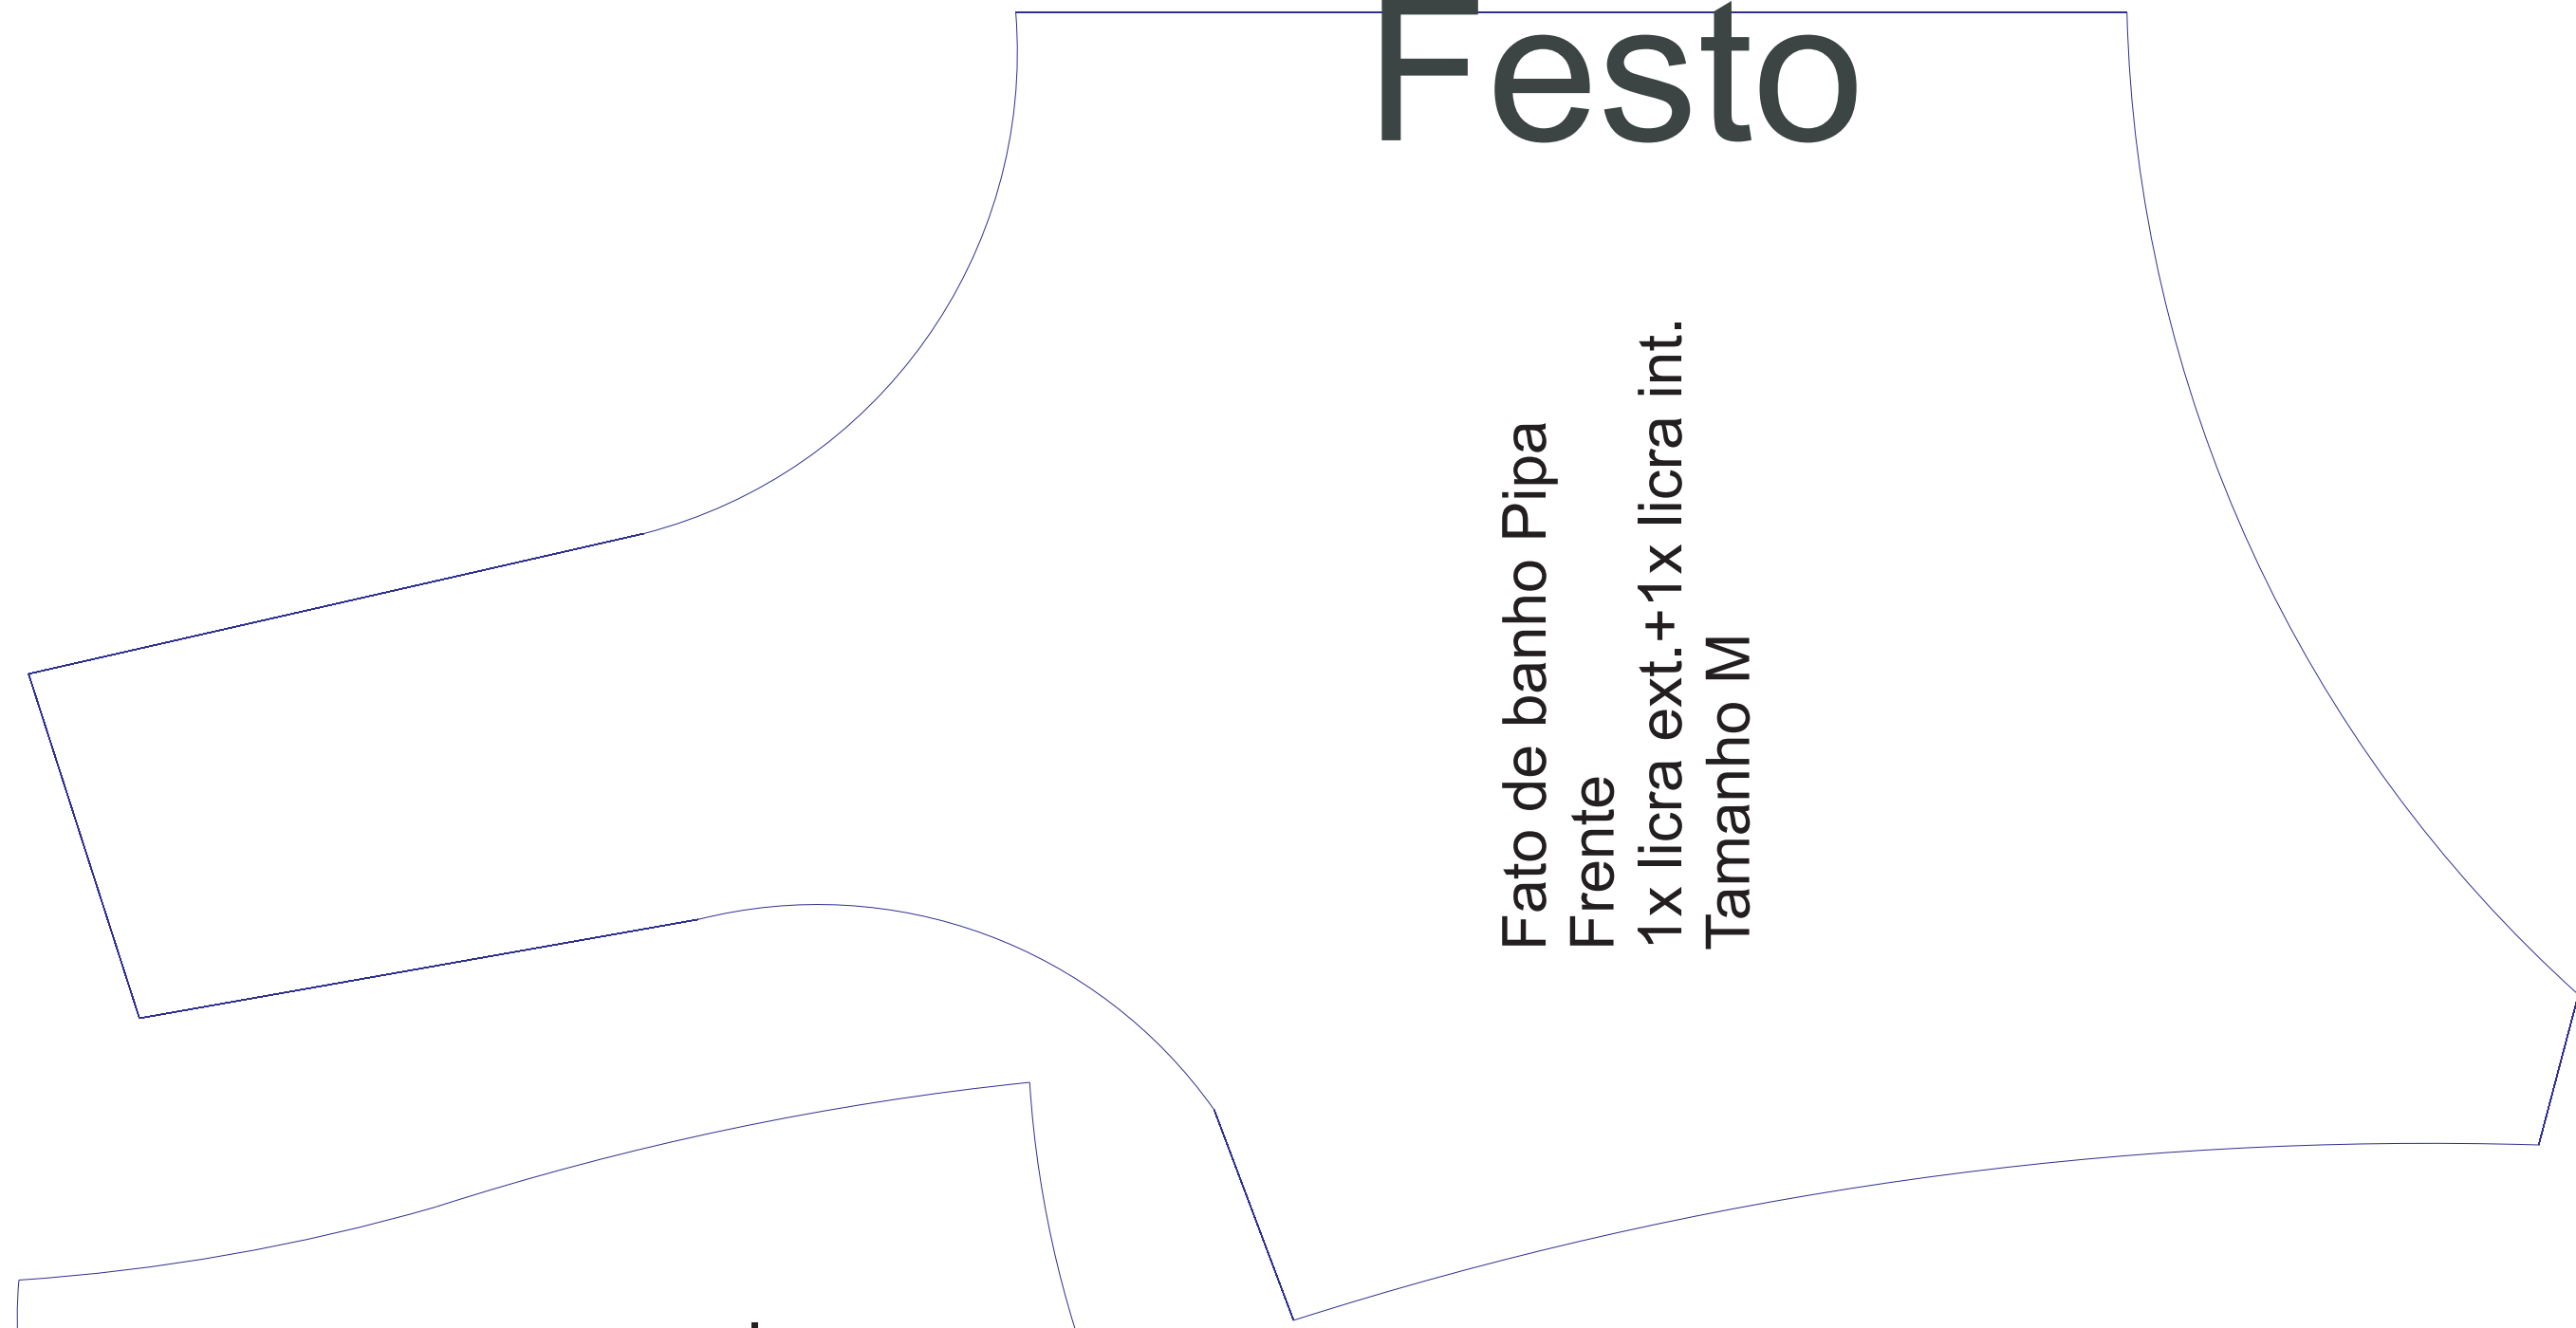 Festo
Fato de banho Pipa
Frente
1x licra ext.+1x licra int.
Tamanho M